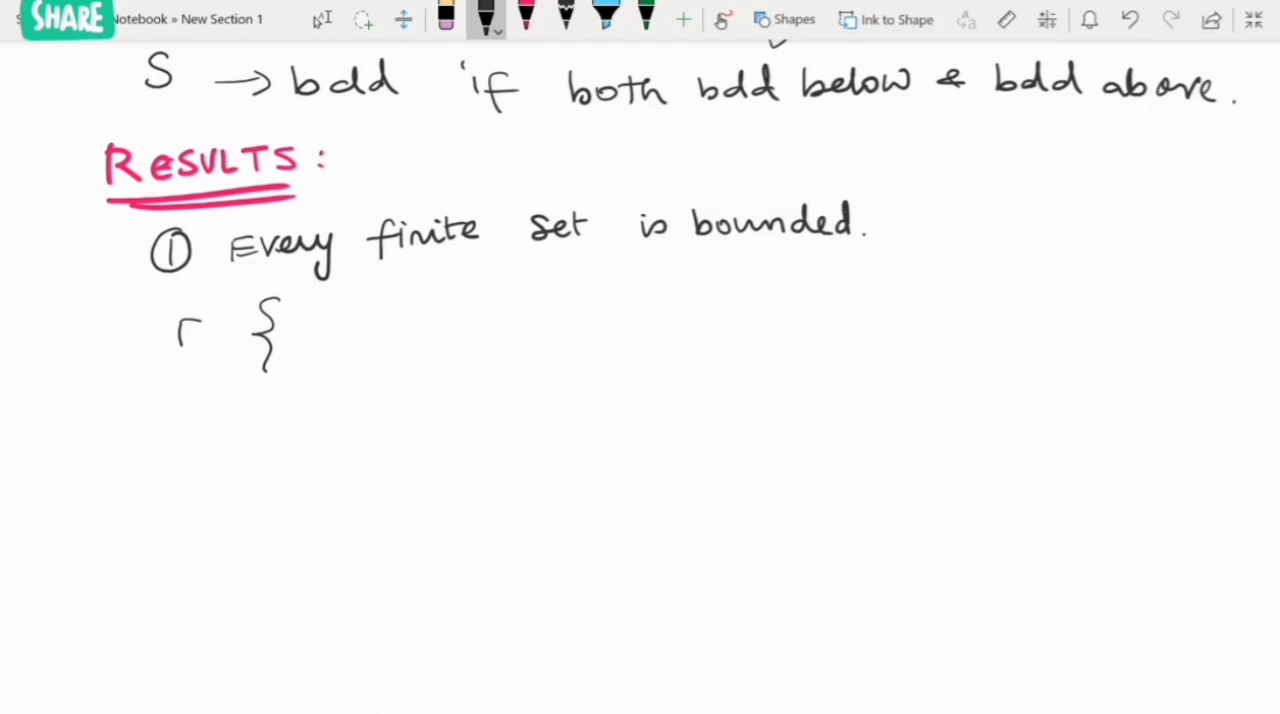 SHARE
Notebook » New Section 1 Shapes Ink to Shape
S → bdd if both bdd below & bdd above.
RESULTS :
① Every finite set is bounded.
{